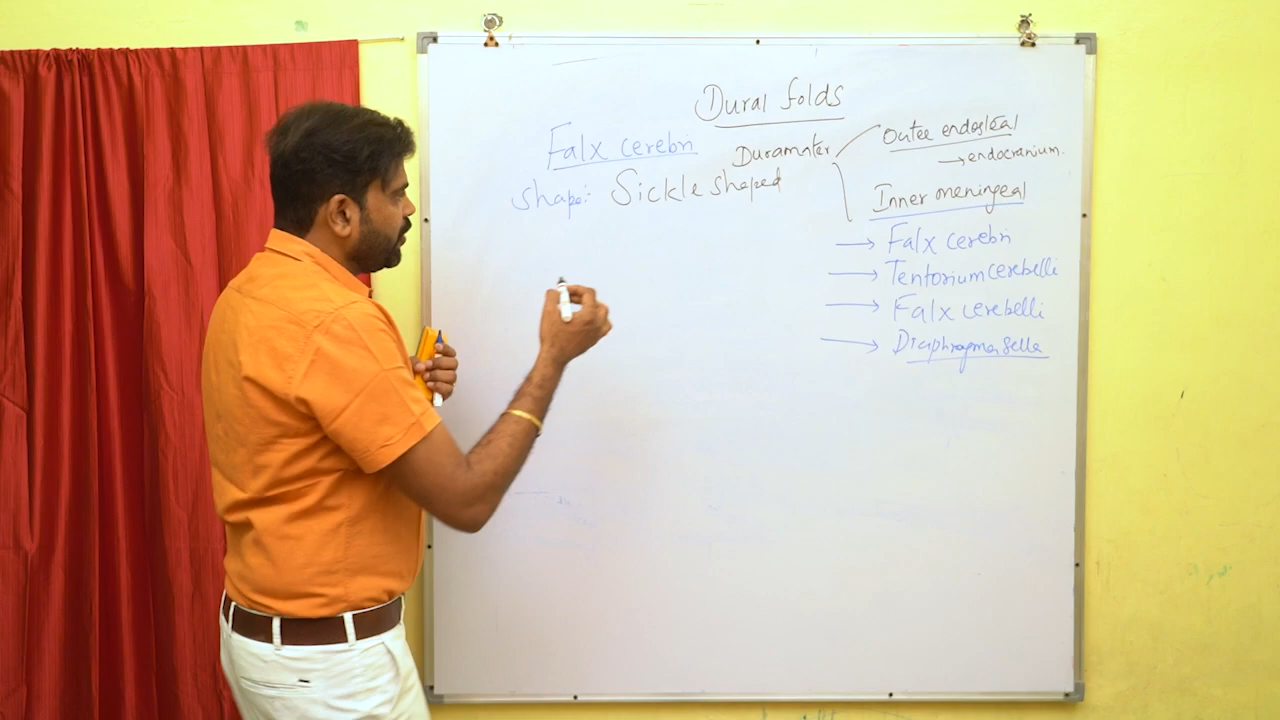 Dural folds
Falx cerebri
Shape:- Sickle shaped
Duramater
Outer endosteal
→ endocranium.
Inner meningeal
→ Falx cerebri
→ Tentorium cerebelli
→ Falx cerebelli
→ Diaphragma sella